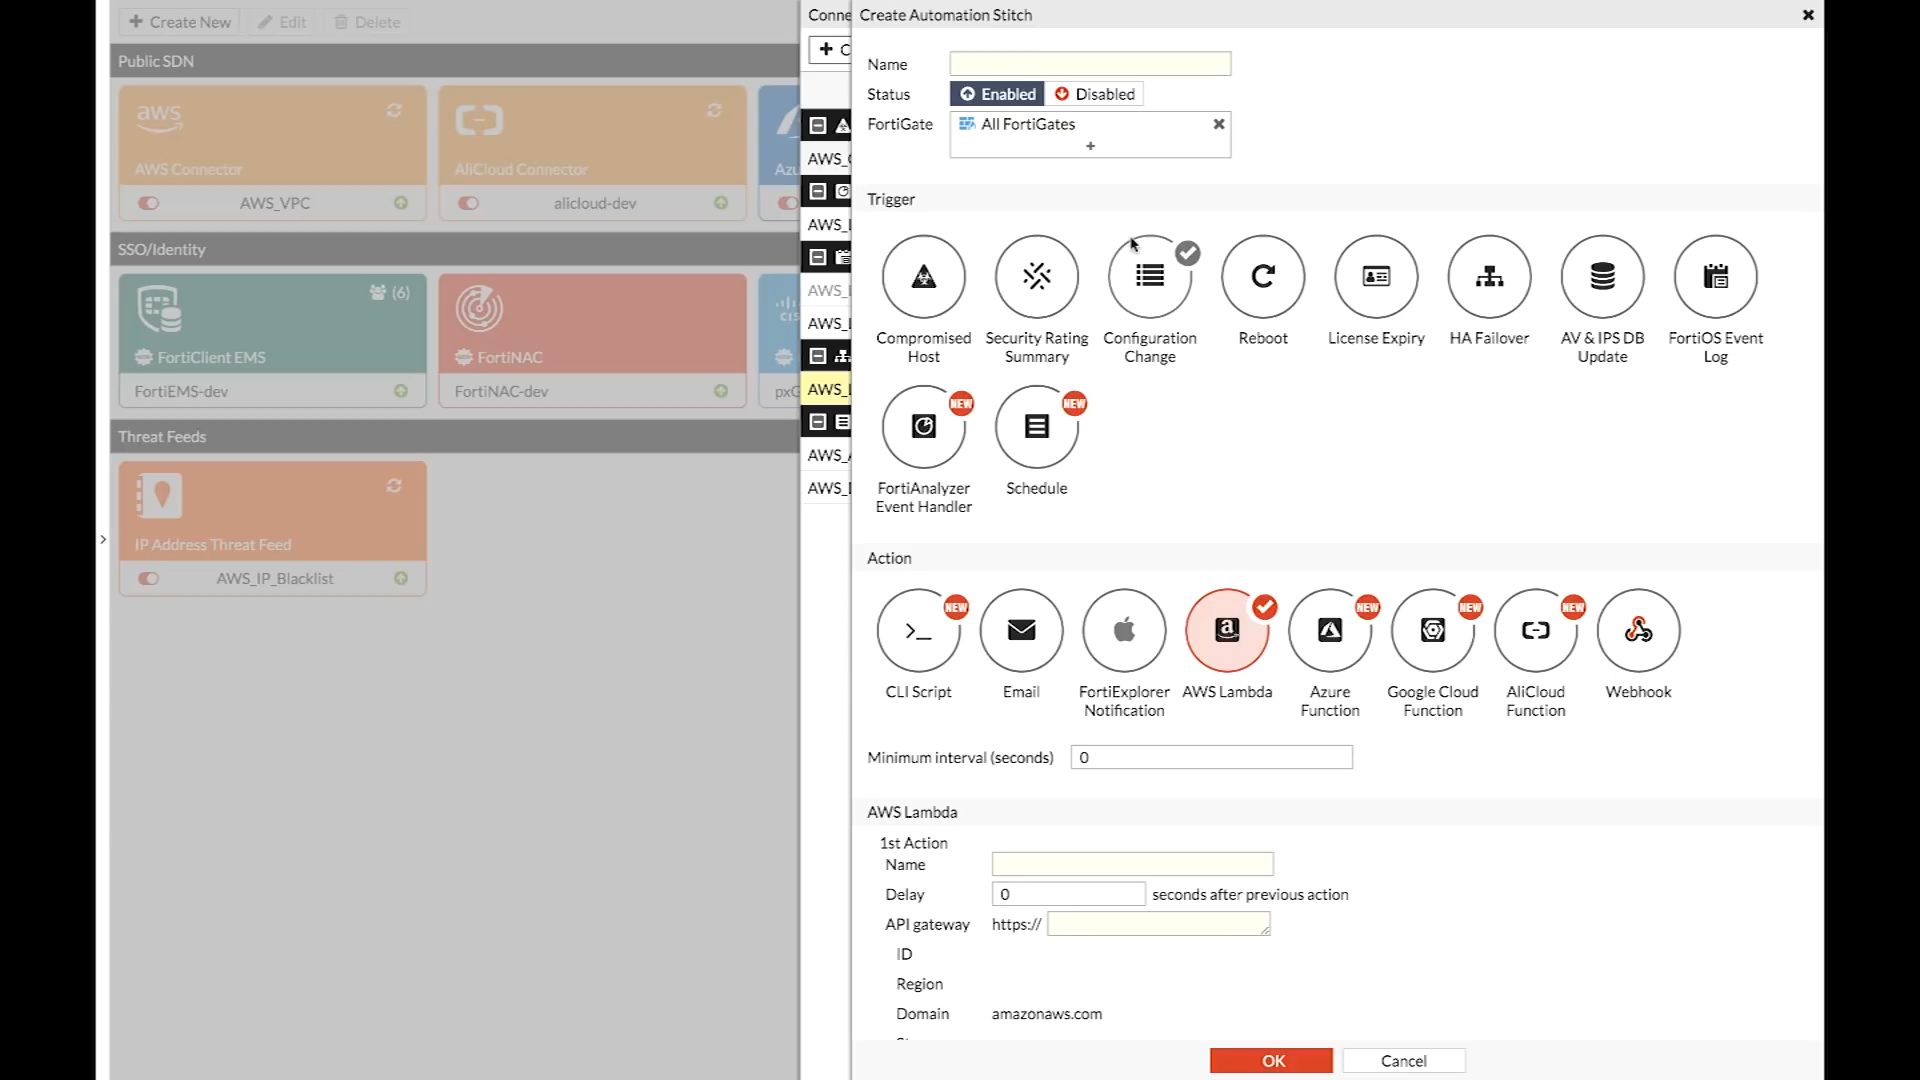 Create New Edit Delete
Public SDN
aws
AWS Connector
AWS_VPC
AliCloud Connector
alicloud-dev
SSO/Identity
(6)
FortiClient EMS
FortiEMS-dev
FortiNAC
FortiNAC-dev
Threat Feeds
IP Address Threat Feed
AWS_IP_Blacklist
Create Automation Stitch
Name
Status Enabled Disabled
FortiGate All FortiGates
Trigger
Compromised Host
Security Rating Summary
Configuration Change
Reboot
License Expiry
HA Failover
AV & IPS DB Update
FortiOS Event Log
NEW
FortiAnalyzer Event Handler
NEW
Schedule
Action
NEW
CLI Script
Email
FortiExplorer Notification
AWS Lambda
NEW
Azure Function
NEW
Google Cloud Function
NEW
AliCloud Function
Webhook
Minimum interval (seconds) 0
AWS Lambda
1st Action
Name
Delay 0 seconds after previous action
API gateway https://
ID
Region
Domain amazonaws.com
OK Cancel